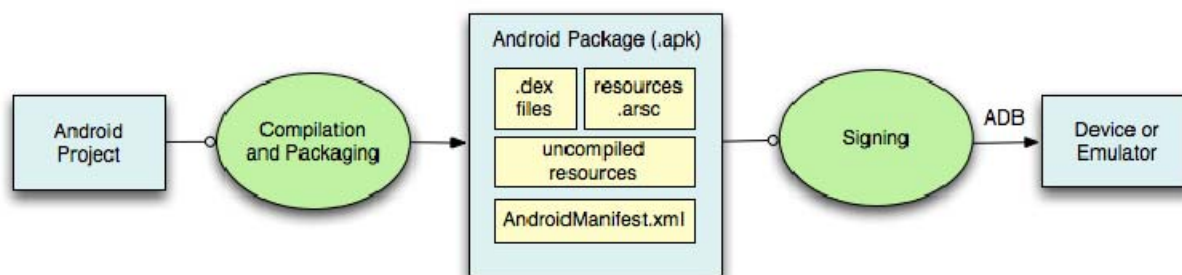 Android
Project
Compilation
and Packaging
Android Package (.apk)
.dex
files
resources
.arsc
uncompiled
resources
AndroidManifest.xml
Signing
ADB
Device or
Emulator